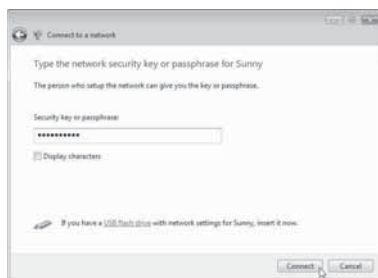 Connect to a network
Type the network security key or passphrase for Sunny
The person who setup the network can give you the key or passphrase.
Security key or passphrase:
••••••••••
Display characters
If you have a USB flash drive with network settings for Sunny, insert it now.
Connect Cancel